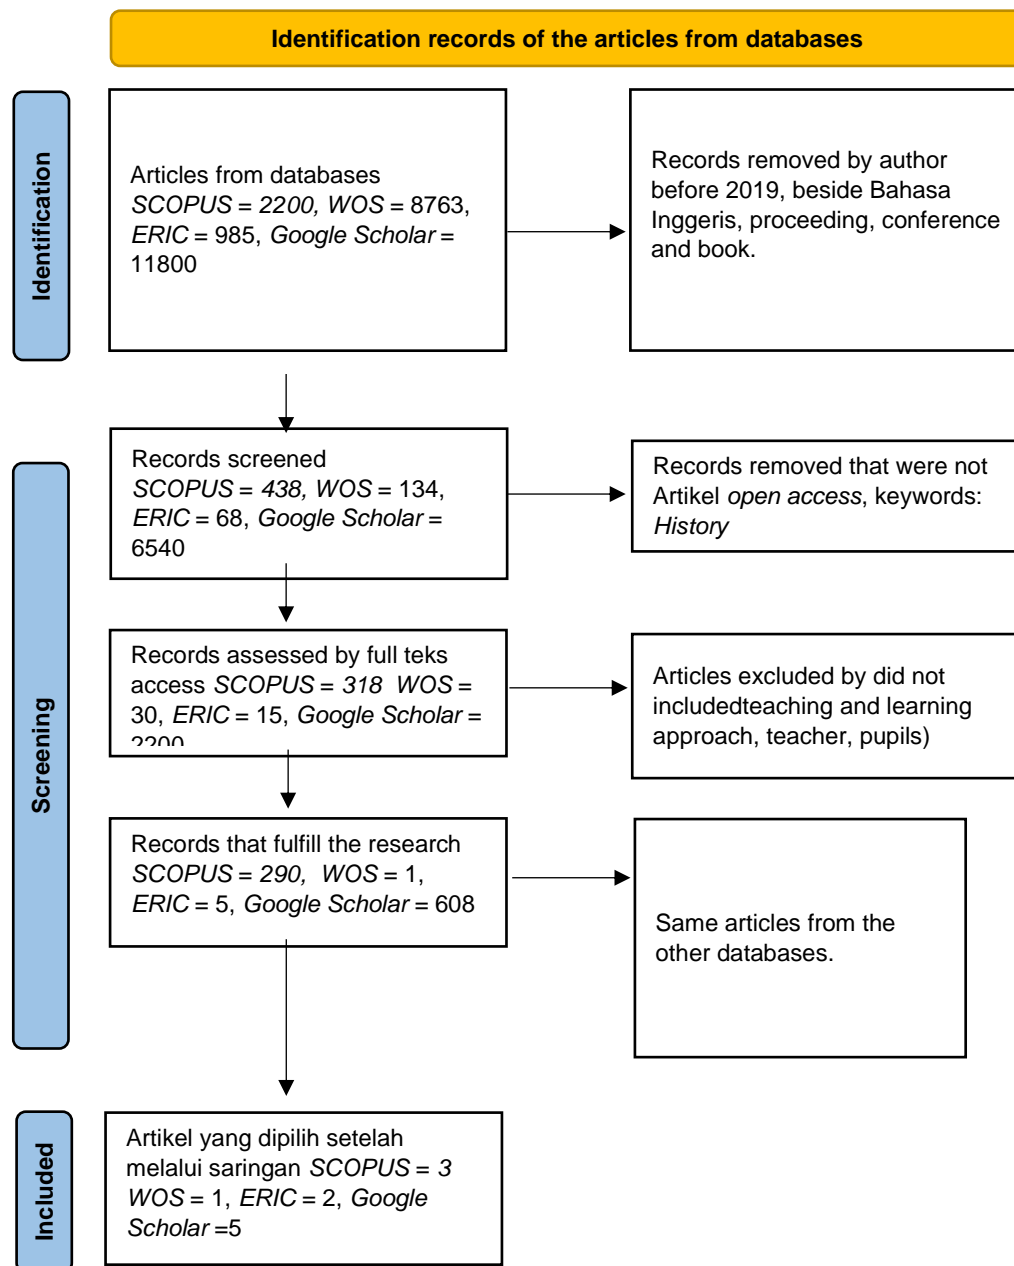 Identification records of the articles from databases
Identification
Articles from databases
SCOPUS = 2200, WOS = 8763,
ERIC = 985, Google Scholar =
11800
Records removed by author
before 2019, beside Bahasa
Inggeris, proceeding, conference
and book.
Screening
Records screened
SCOPUS = 438, WOS = 134,
ERIC = 68, Google Scholar =
6540
Records removed that were not
Artikel open access, keywords:
History
Records assessed by full teks
access SCOPUS = 318 WOS =
30, ERIC = 15, Google Scholar =
2200
Articles excluded by did not
includedteaching and learning
approach, teacher, pupils)
Records that fulfill the research
SCOPUS = 290, WOS = 1,
ERIC = 5, Google Scholar = 608
Same articles from the
other databases.
Included
Artikel yang dipilih setelah
melalui saringan SCOPUS = 3
WOS = 1, ERIC = 2, Google
Scholar =5